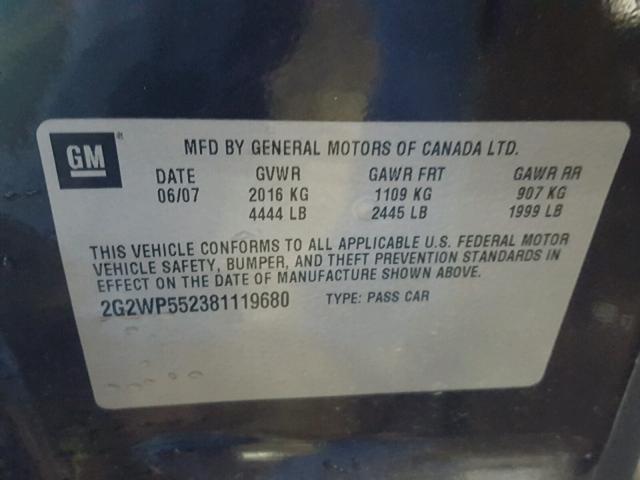 GM®
MFD BY GENERAL MOTORS OF CANADA LTD.
DATE GVWR GAWR FRT GAWR RR
06/07 2016 KG 1109 KG 907 KG
4444 LB 2445 LB 1999 LB
THIS VEHICLE CONFORMS TO ALL APPLICABLE U.S. FEDERAL MOTOR
VEHICLE SAFETY, BUMPER, AND THEFT PREVENTION STANDARDS IN
EFFECT ON THE DATE OF MANUFACTURE SHOWN ABOVE.
2G2WP552381119680 TYPE: PASS CAR